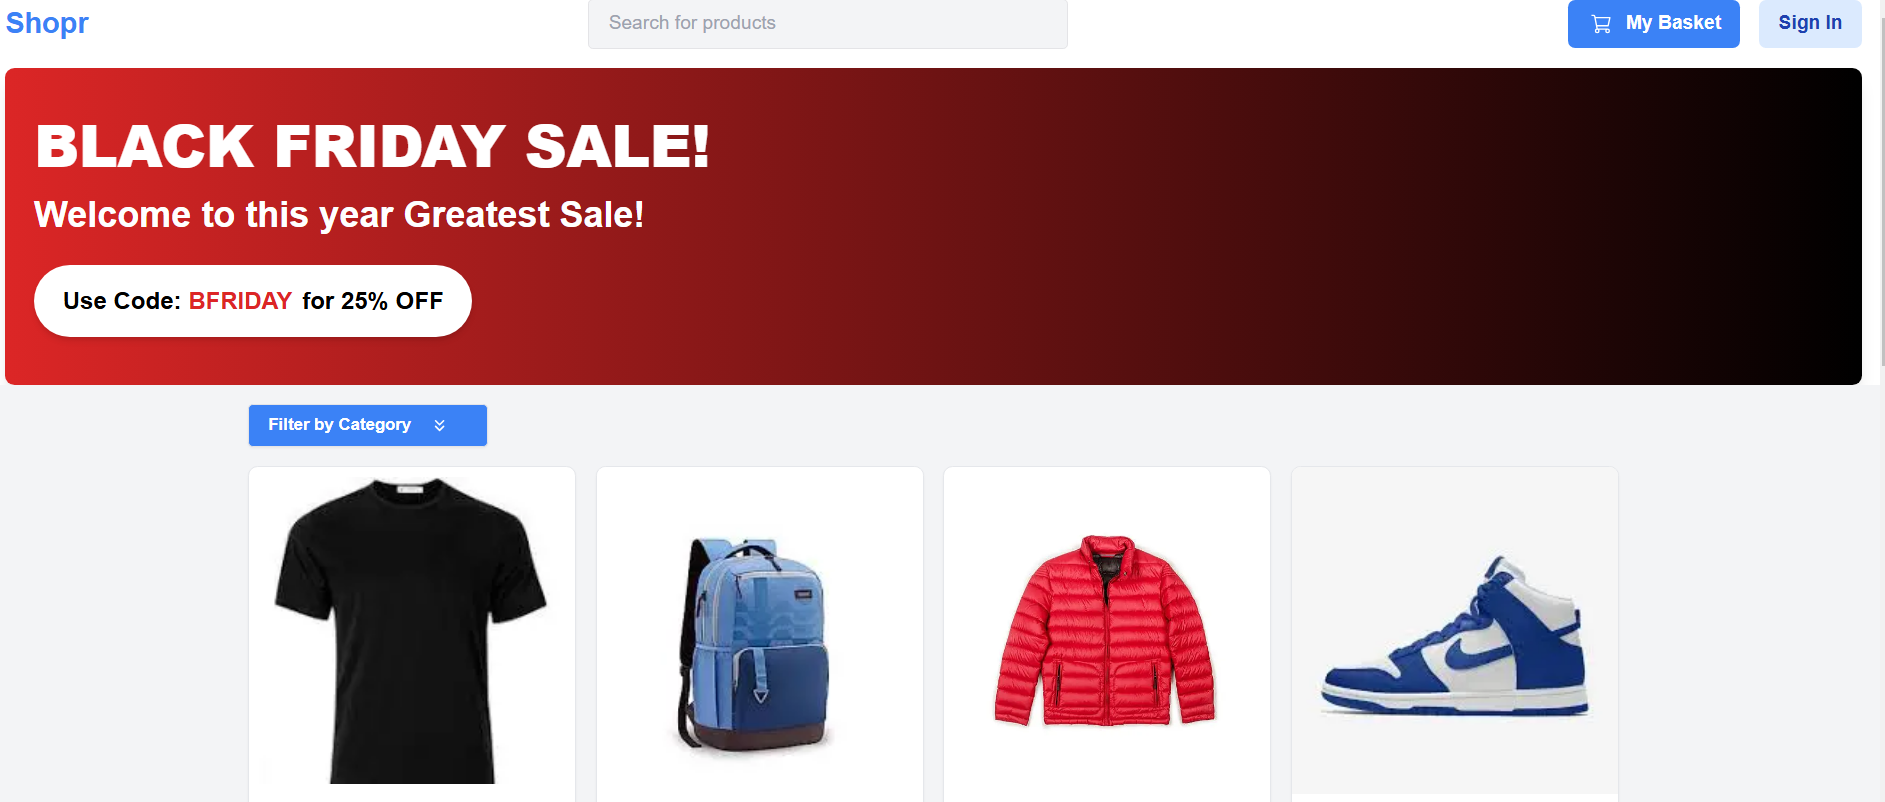 Shopr
Search for products
My Basket
Sign In
BLACK FRIDAY SALE!
Welcome to this year Greatest Sale!
Use Code: BFRIDAY for 25% OFF
Filter by Category